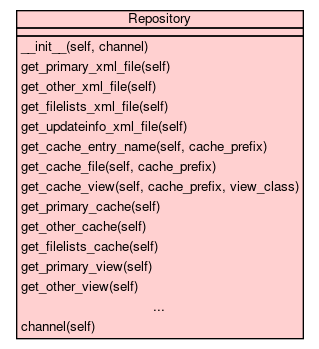 Repository
__init__(self, channel)
get_primary_xml_file(self)
get_other_xml_file(self)
get_filelists_xml_file(self)
get_updateinfo_xml_file(self)
get_cache_entry_name(self, cache_prefix)
get_cache_file(self, cache_prefix)
get_cache_view(self, cache_prefix, view_class)
get_primary_cache(self)
get_other_cache(self)
get_filelists_cache(self)
get_primary_view(self)
get_other_view(self)
...
channel(self)